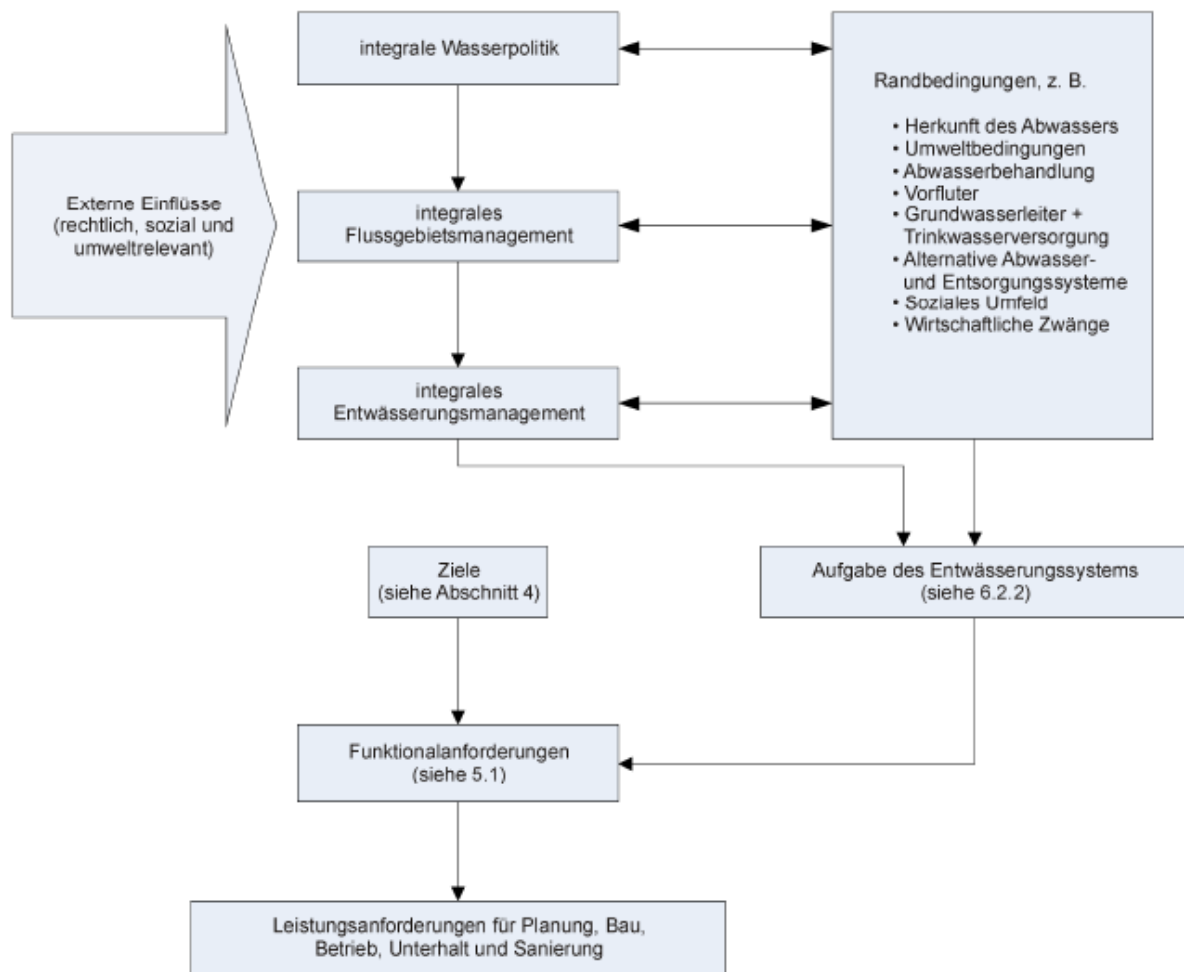 integrale Wasserpolitik
Externe Einflüsse
(rechtlich, sozial und
umweltrelevant)
integrales
Flussgebietsmanagement
integrales
Entwässerungsmanagement
Randbedingungen, z. B.
• Herkunft des Abwassers
• Umweltbedingungen
• Abwasserbehandlung
• Vorfluter
• Grundwasserleiter +
Trinkwasserversorgung
• Alternative Abwasser-
und Entsorgungssysteme
• Soziales Umfeld
• Wirtschaftliche Zwänge
Ziele
(siehe Abschnitt 4)
Aufgabe des Entwässerungssystems
(siehe 6.2.2)
Funktionalanforderungen
(siehe 5.1)
Leistungsanforderungen für Planung, Bau,
Betrieb, Unterhalt und Sanierung